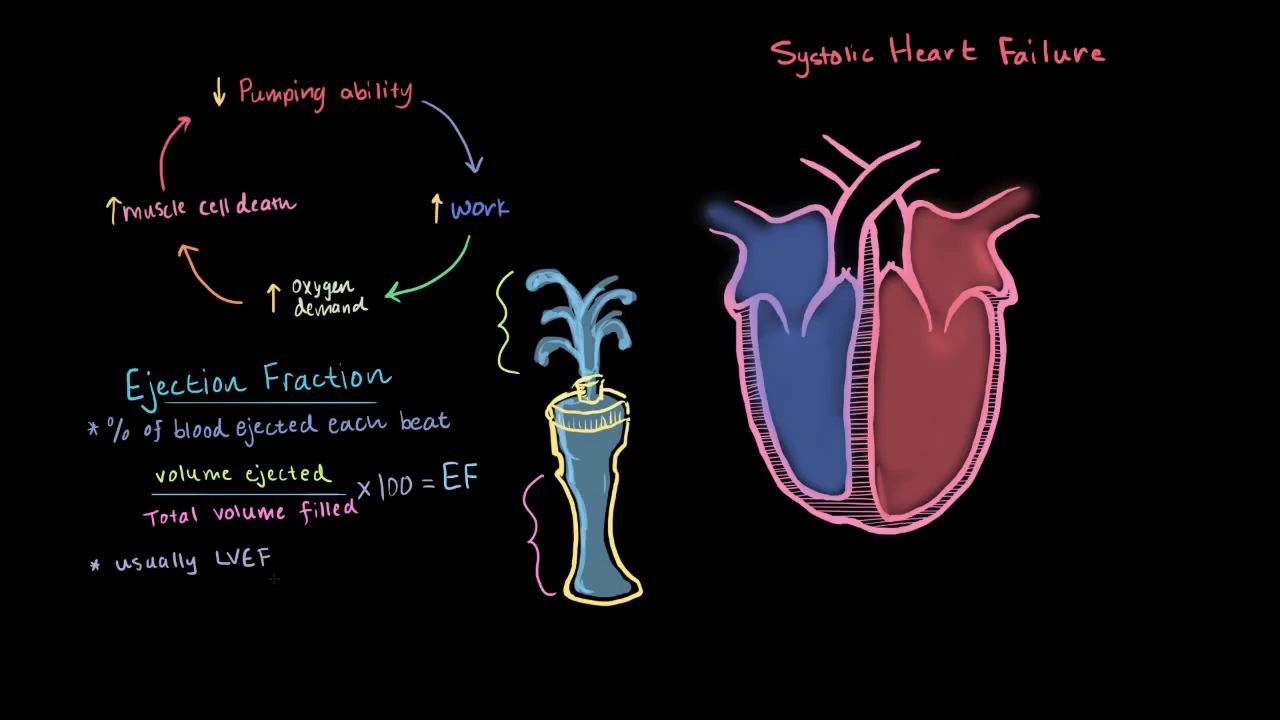 Systolic Heart Failure
↓ Pumping ability
↑ muscle cell death
↑ Work
↑ oxygen
demand
Ejection Fraction
* % of blood ejected each beat
volume ejected
Total volume filled
× 100 = EF
* usually LVEF